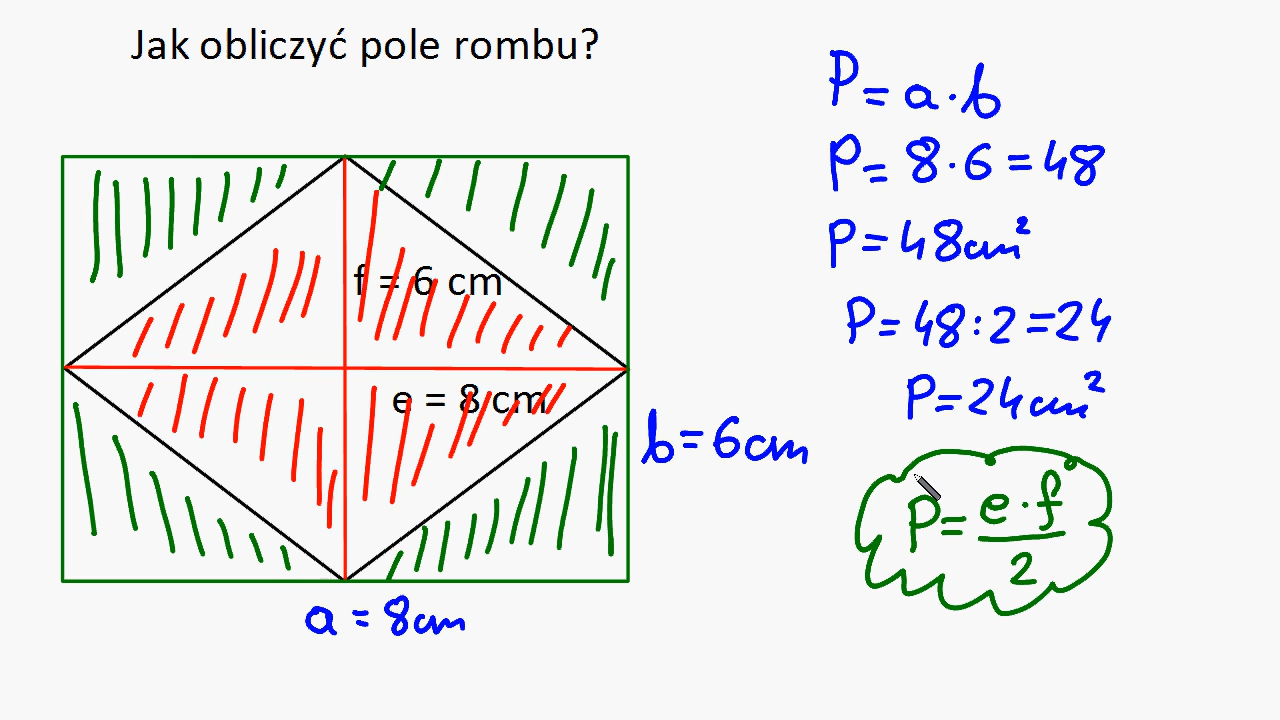 Jak obliczyć pole rombu?
P = a · b
P = 8 · 6 = 48
P = 48cm²
P = 48 : 2 = 24
P = 24cm²
f = 6 cm
e = 8 cm
b = 6cm
a = 8cm
P = e · f / 2